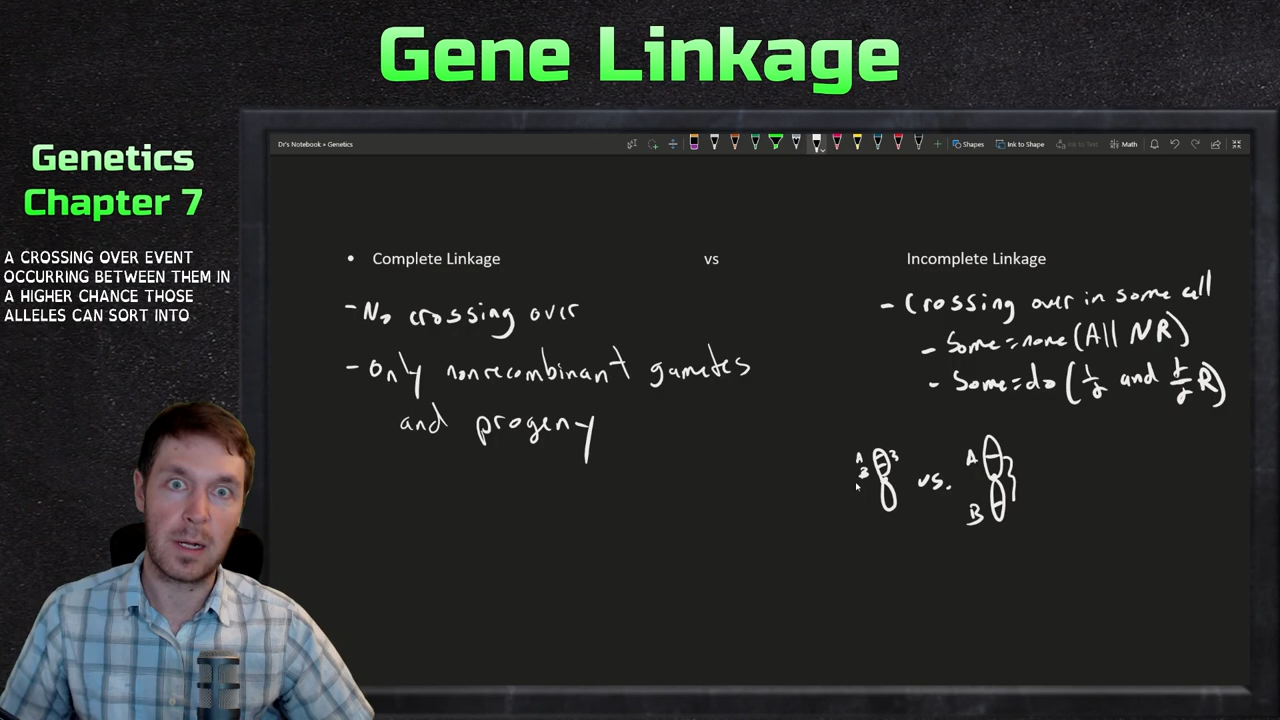 Gene Linkage
Genetics
Chapter 7
A CROSSING OVER EVENT
OCCURRING BETWEEN THEM IN
A HIGHER CHANCE THOSE
ALLELES CAN SORT INTO
Dr's Notebook • Genetics
Shapes
Ink to Shape
Ink to Text
Math
• Complete Linkage vs Incomplete Linkage
- No crossing over
- Only nonrecombinant gametes
and progeny
- Crossing over in some cell
- Some = none (All NR)
- Some = do (1/2 and 1/2 R)
A
B
vs.
A
B